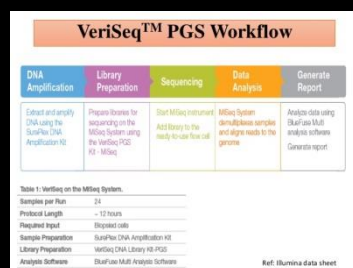 VeriSeq™ PGS Workflow
DNA Amplification
Extract and amplify
DNA using the
SurePlex DNA
Amplification Kit
Library Preparation
Prepare libraries for
sequencing on the
MiSeq System using
the VeriSeq PGS
Kit - MiSeq
Sequencing
Start MiSeq instrument
Add library to the
ready-to-use flow cell
Data Analysis
MiSeq System
demultiplexes samples
and aligns reads to the
genome
Generate Report
Analyze data using
BlueFuse Multi
analysis software
Generate report
Table 1: VeriSeq on the MiSeq System.
Samples per Run 24
Protocol Length ~ 12 hours
Required Input Biopsied cells
Sample Preparation SurePlex DNA Amplification Kit
Library Preparation VeriSeq DNA Library Kit-PGS
Analysis Software BlueFuse Multi Analysis Software
Ref: Illumina data sheet